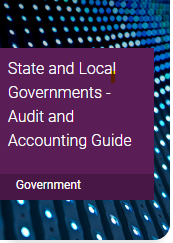 State and Local
Governments -
Audit and
Accounting Guide
Government